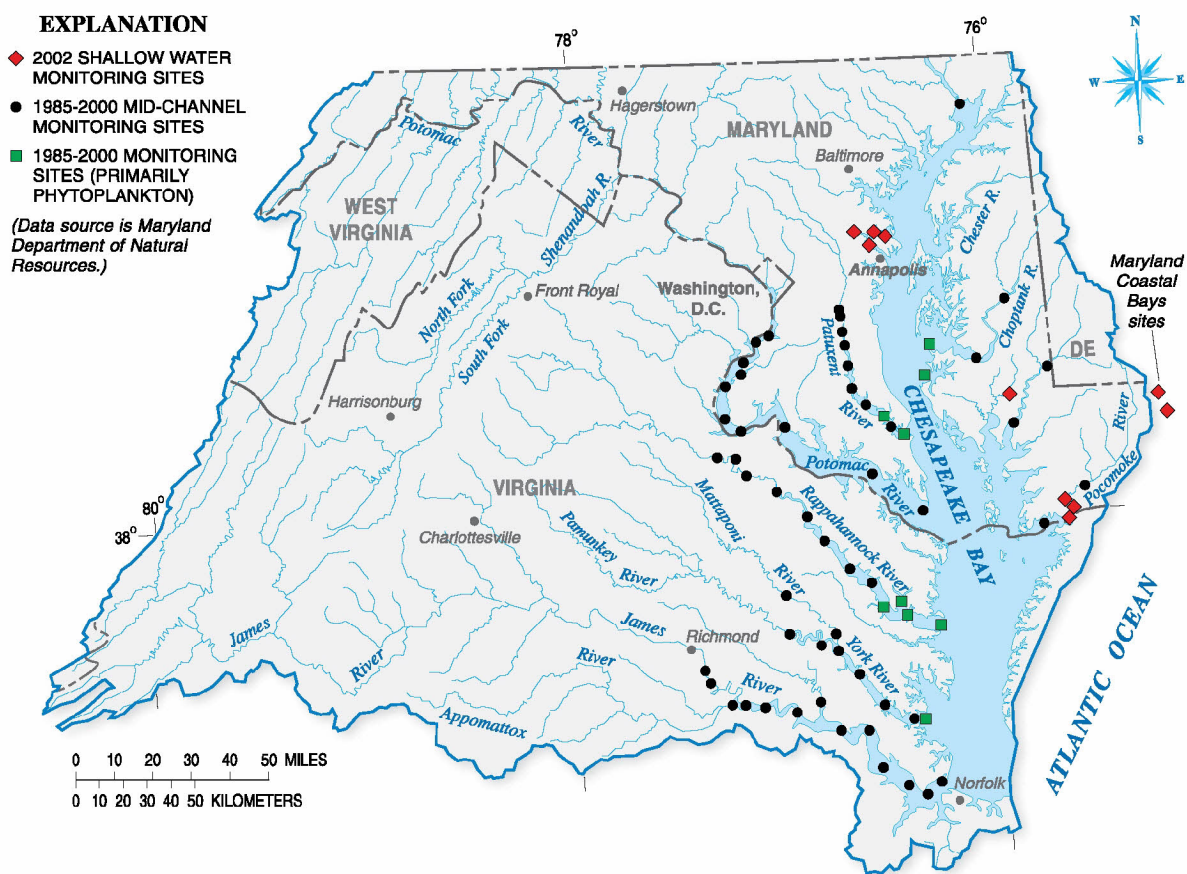 EXPLANATION
2002 SHALLOW WATER
MONITORING SITES
1985-2000 MID-CHANNEL
MONITORING SITES
1985-2000 MONITORING
SITES (PRIMARILY
PHYTOPLANKTON)
(Data source is Maryland
Department of Natural
Resources.)
78°
76°
N
W
E
S
Hagerstown
Potomac
River
MARYLAND
Baltimore
WEST
VIRGINIA
Shenandoah R.
Chester R.
Annapolis
Maryland
Coastal
Bays
sites
Washington,
D.C.
Front Royal
North Fork
South Fork
Choptank R.
Patuxent
River
DE
Harrisonburg
CHESAPEAKE
BAY
River
Pocomoke
Potomac
River
VIRGINIA
Mattaponi
River
Rappahannock River
80°
38°
Charlottesville
Pamunkey
River
James
River
James
River
Richmond
York River
River
Appomattox
ATLANTIC OCEAN
Norfolk
0 10 20 30 40 50 MILES
0 10 20 30 40 50 KILOMETERS